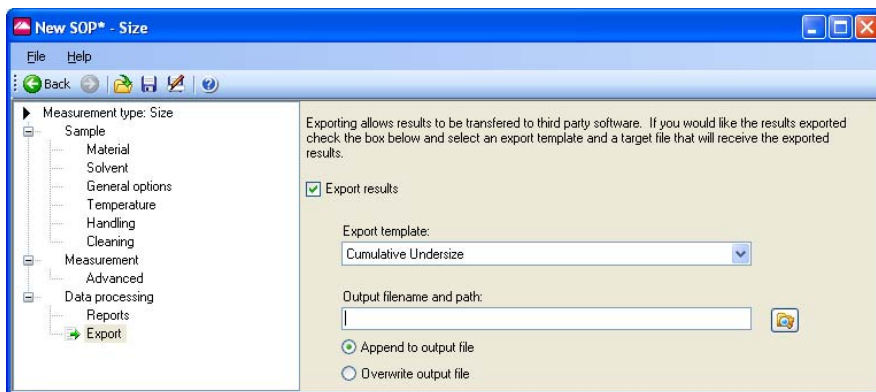 New SOP* - Size
File Help
Back
Measurement type: Size
Sample
Material
Solvent
General options
Temperature
Handling
Cleaning
Measurement
Advanced
Data processing
Reports
Export
Exporting allows results to be transfered to third party software. If you would like the results exported
check the box below and select an export template and a target file that will receive the exported
results.
Export results
Export template:
Cumulative Undersize
Output filename and path:
Append to output file
Overwrite output file